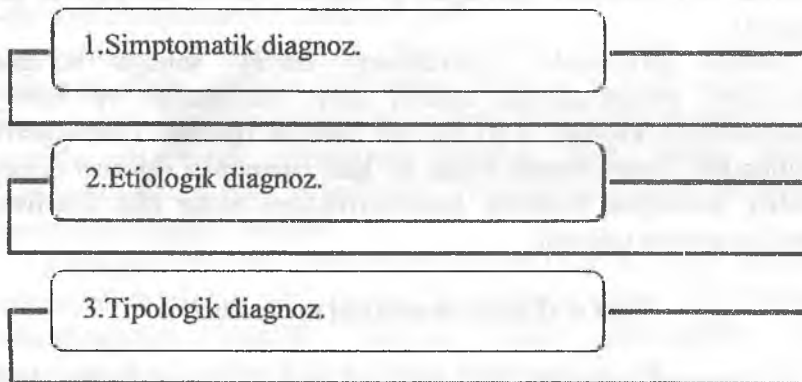 1.Simptomatik diagnoz.
2.Etiologik diagnoz.
3.Tipologik diagnoz.